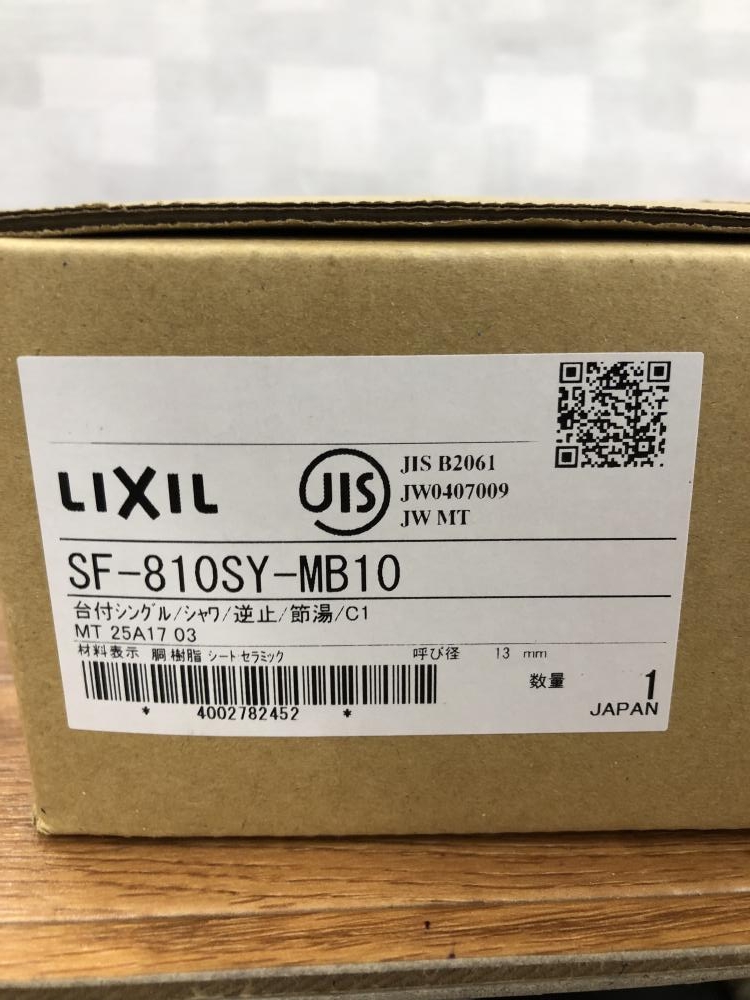 LIXIL
JIS
JIS B2061
JW0407009
JW MT
SF-810SY-MB10
台付シングル/シャワ/逆止/節湯/C1
MT 25A17 03
材料表示 胴 樹脂 シート セラミック 呼び径 13 mm
数量 1
* 4002782452 *
JAPAN